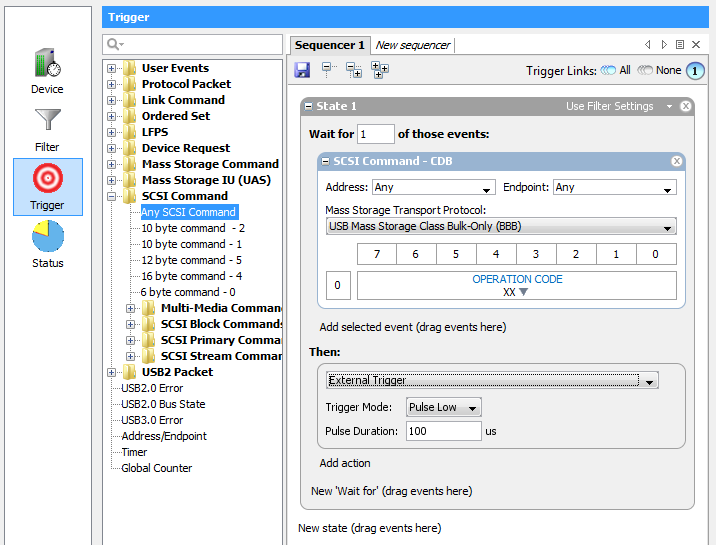 Trigger
Device
Filter
Trigger
Status
User Events
Protocol Packet
Link Command
Ordered Set
LFPS
Device Request
Mass Storage Command
Mass Storage IU (UAS)
SCSI Command
Any SCSI Command
10 byte command - 2
10 byte command - 1
12 byte command - 5
16 byte command - 4
6 byte command - 0
Multi-Media Comman
SCSI Block Commands
SCSI Primary Comma
SCSI Stream Comman
USB2 Packet
USB2.0 Error
USB2.0 Bus State
USB3.0 Error
Address/Endpoint
Timer
Global Counter
Sequencer 1 New sequencer
Trigger Links: All None 1
State 1 Use Filter Settings
Wait for 1 of those events:
SCSI Command - CDB
Address: Any Endpoint: Any
Mass Storage Transport Protocol:
USB Mass Storage Class Bulk-Only (BBB)
7 6 5 4 3 2 1 0
0 OPERATION CODE
XX
Add selected event (drag events here)
Then:
External Trigger
Trigger Mode: Pulse Low
Pulse Duration: 100 us
Add action
New 'Wait for' (drag events here)
New state (drag events here)